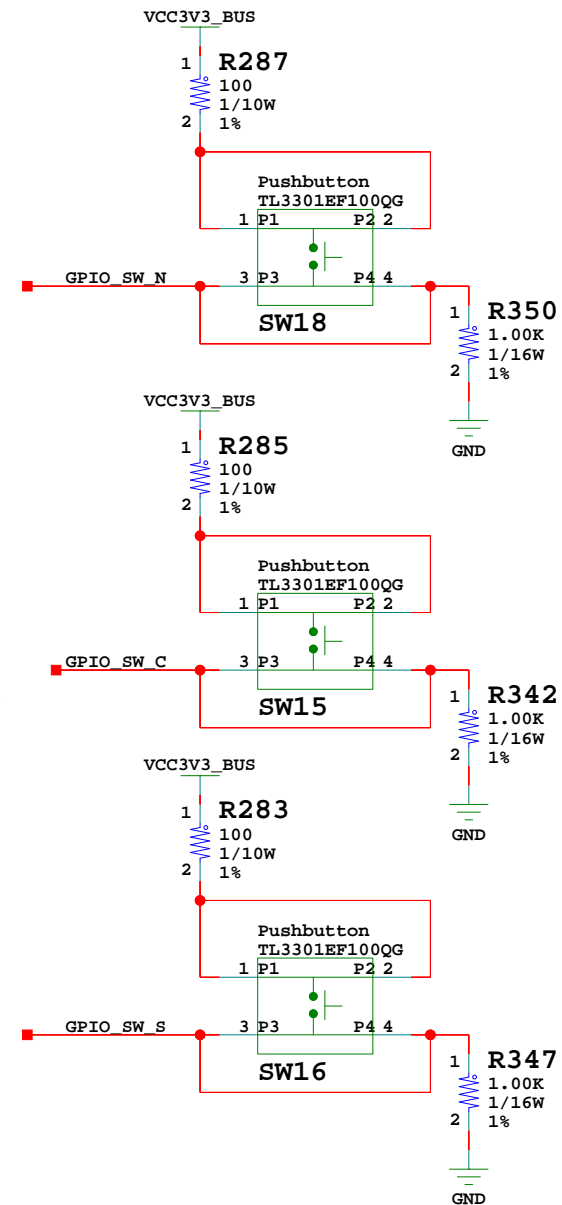 VCC3V3_BUS
1 R287
100
1/10W
2 1%
Pushbutton
TL3301EF100QG
1 P1 P2 2
GPIO_SW_N 3 P3 P4 4
SW18
1 R350
1.00K
1/16W
2 1%
GND
VCC3V3_BUS
1 R285
100
1/10W
2 1%
Pushbutton
TL3301EF100QG
1 P1 P2 2
GPIO_SW_C 3 P3 P4 4
SW15
1 R342
1.00K
1/16W
2 1%
GND
VCC3V3_BUS
1 R283
100
1/10W
2 1%
Pushbutton
TL3301EF100QG
1 P1 P2 2
GPIO_SW_S 3 P3 P4 4
SW16
1 R347
1.00K
1/16W
2 1%
GND